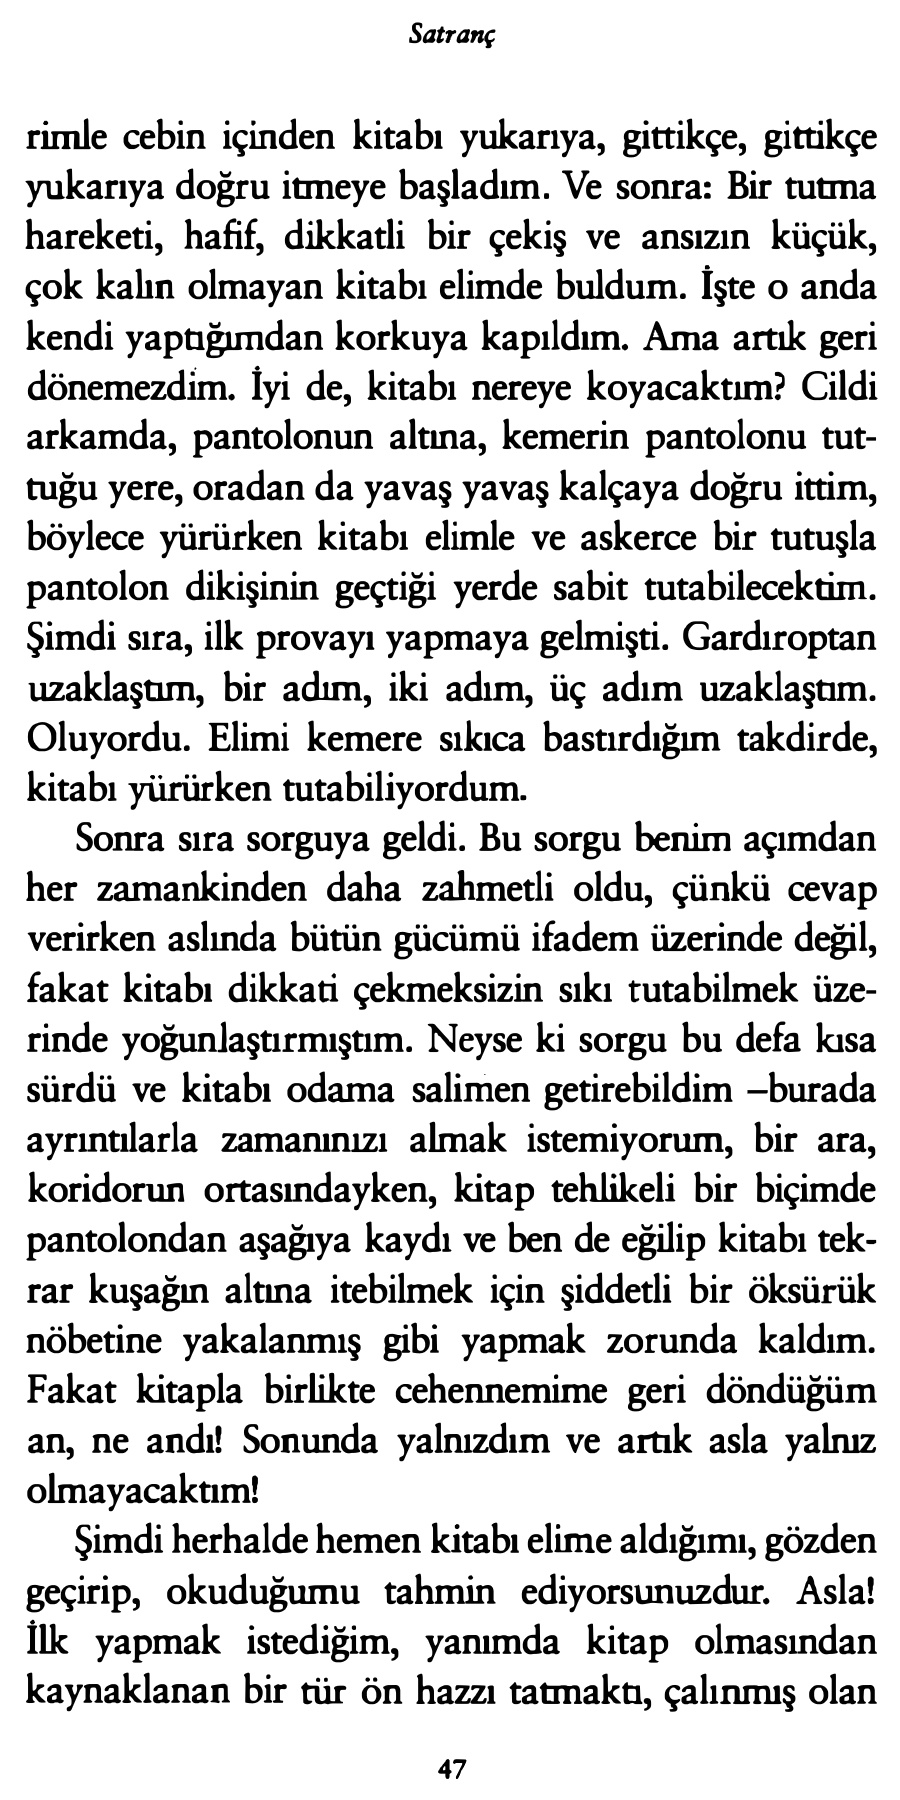 Satranç
rimle cebin içinden kitabı yukarıya, gittikçe, gittikçe
yukarıya doğru itmeye başladım. Ve sonra: Bir tutma
hareketi, hafif, dikkatli bir çekiş ve ansızın küçük,
çok kalın olmayan kitabı elimde buldum. İşte o anda
kendi yaptığımdan korkuya kapıldım. Ama artık geri
dönemezdim. İyi de, kitabı nereye koyacaktım? Cildi
arkamda, pantolonun altına, kemerin pantolonu tut-
tuğu yere, oradan da yavaş yavaş kalçaya doğru ittim,
böylece yürürken kitabı elimle ve askerce bir tutuşla
pantolon dikişinin geçtiği yerde sabit tutabilecektim.
Şimdi sıra, ilk provayı yapmaya gelmişti. Gardıroptan
uzaklaştım, bir adım, iki adım, üç adım uzaklaştım.
Oluyordu. Elimi kemere sıkıca bastırdığım takdirde,
kitabı yürürken tutabiliyordum.
Sonra sıra sorguya geldi. Bu sorgu benim açımdan
her zamankinden daha zahmetli oldu, çünkü cevap
verirken aslında bütün gücümü ifadem üzerinde değil,
fakat kitabı dikkati çekmeksizin sıkı tutabilmek üze-
rinde yoğunlaştırmıştım. Neyse ki sorgu bu defa kısa
sürdü ve kitabı odama salimen getirebildim –burada
ayrıntılarla zamanınızı almak istemiyorum, bir ara,
koridorun ortasındayken, kitap tehlikeli bir biçimde
pantolondan aşağıya kaydı ve ben de eğilip kitabı tek-
rar kuşağın altına itebilmek için şiddetli bir öksürük
nöbetine yakalanmış gibi yapmak zorunda kaldım.
Fakat kitapla birlikte cehennemime geri döndüğüm
an, ne andı! Sonunda yalnızdım ve artık asla yalnız
olmayacaktım!
Şimdi herhalde hemen kitabı elime aldığımı, gözden
geçirip, okuduğumu tahmin ediyorsunuzdur. Asla!
İlk yapmak istediğim, yanımda kitap olmasından
kaynaklanan bir tür ön hazzı tatmaktı, çalınmış olan
47